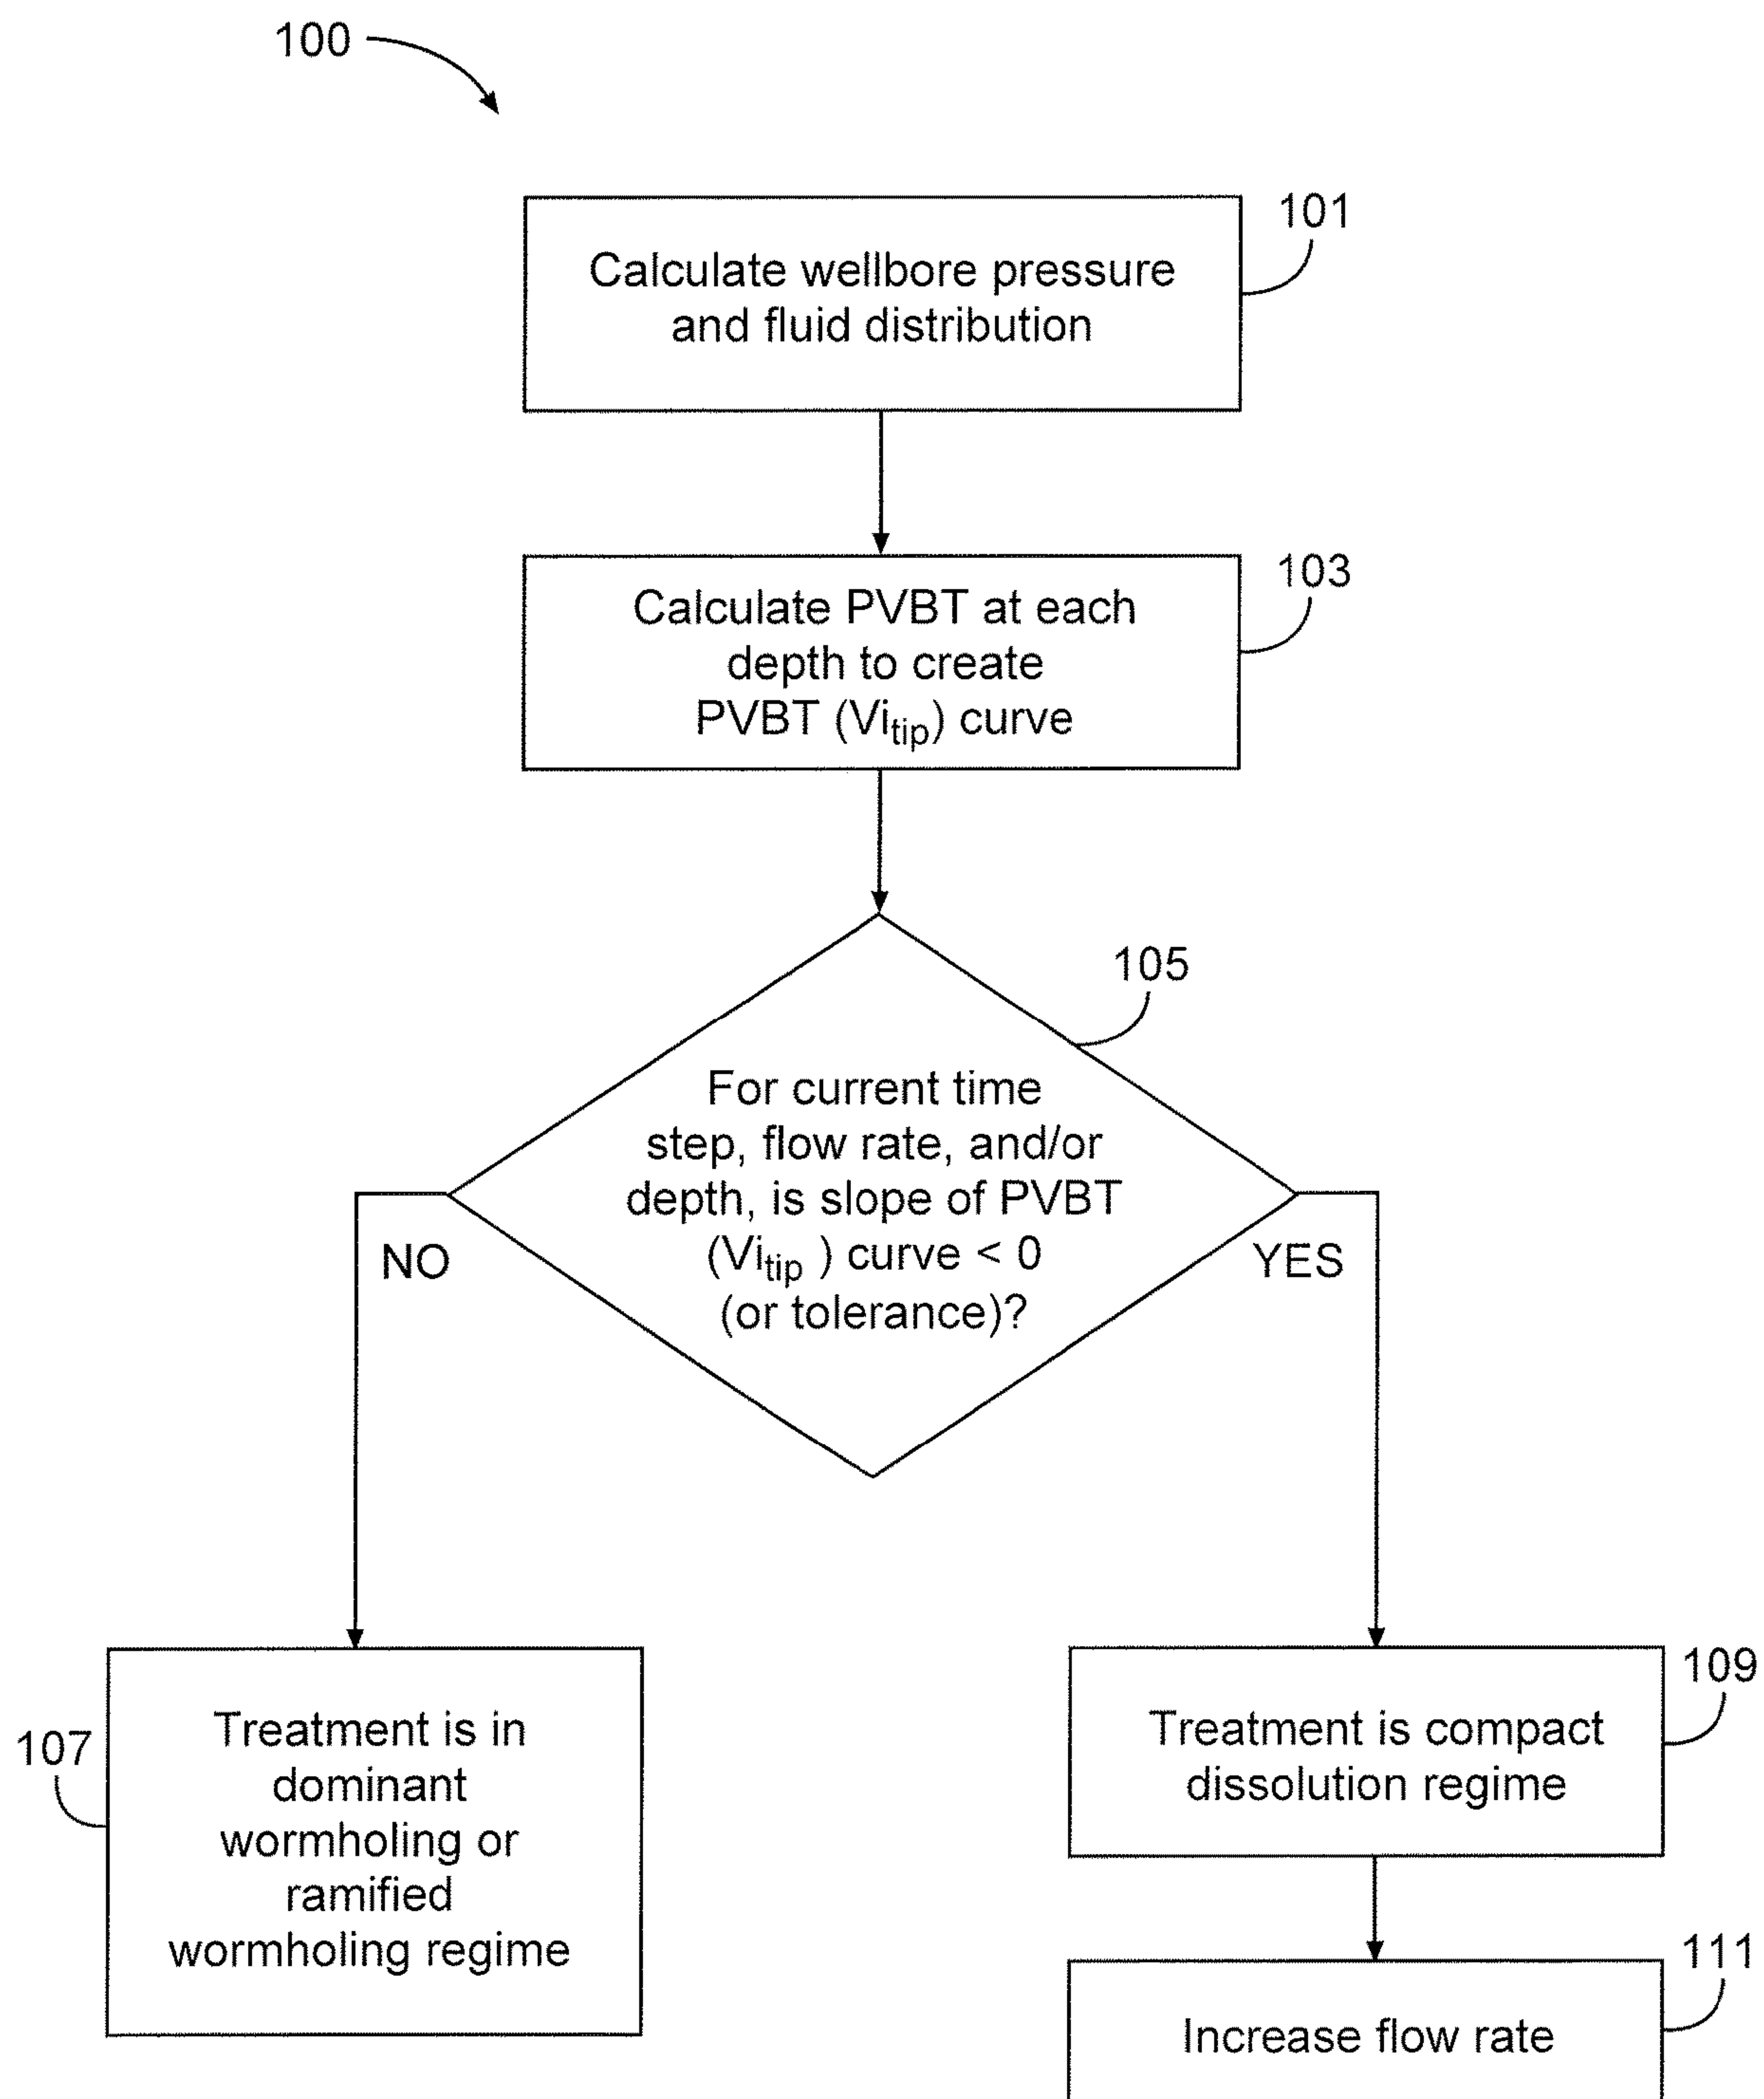 100
101
Calculate wellbore pressure
and fluid distribution
103
Calculate PVBT at each
depth to create
PVBT (Vitip) curve
105
For current time
step, flow rate, and/or
depth, is slope of PVBT
(Vitip ) curve < 0
(or tolerance)?
NO
YES
107
Treatment is in
dominant
wormholing or
ramified
wormholing regime
109
Treatment is compact
dissolution regime
111
Increase flow rate